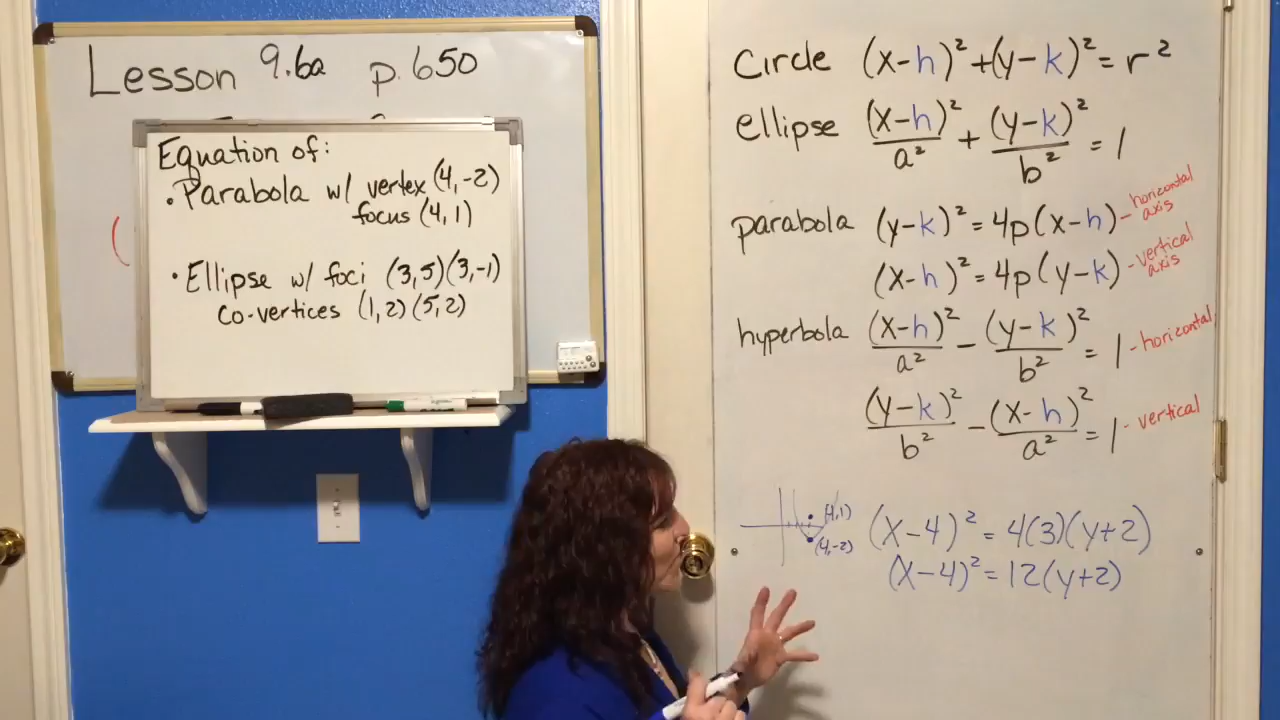 Lesson 9.6a p.650
Equation of:
• Parabola w/ vertex (4,-2)
focus (4,1)
• Ellipse w/ foci (3,5)(3,-1)
co-vertices (1,2)(5,2)
Circle (x-h)²+(y-k)²=r²
ellipse (x-h)²/a² + (y-k)²/b² = 1
parabola (y-k)²=4p(x-h) - horizontal axis
(x-h)²=4p(y-k) - vertical axis
hyperbola (x-h)²/a² - (y-k)²/b² = 1 - horizontal
(y-k)²/b² - (x-h)²/a² = 1 - vertical
(4,1) (x-4)²=4(3)(y+2)
(4,-2)
(x-4)²=12(y+2)